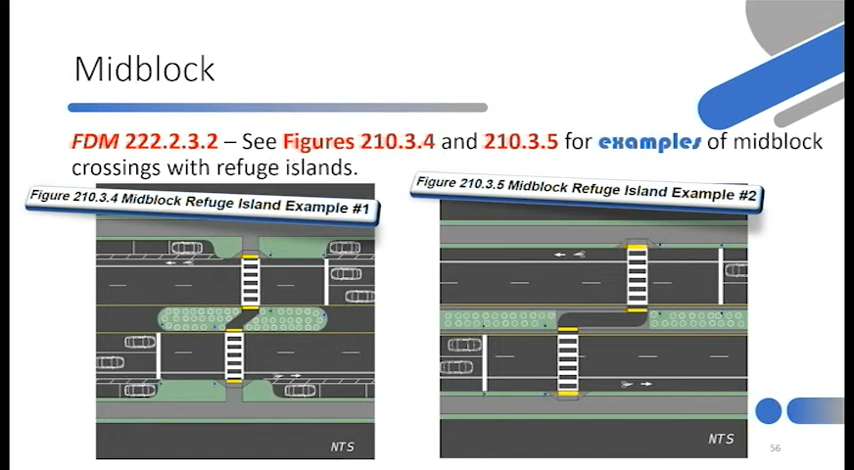 Midblock
FDM 222.2.3.2 – See Figures 210.3.4 and 210.3.5 for examples of midblock
crossings with refuge islands.
Figure 210.3.4 Midblock Refuge Island Example #1
Figure 210.3.5 Midblock Refuge Island Example #2
NTS
NTS
56